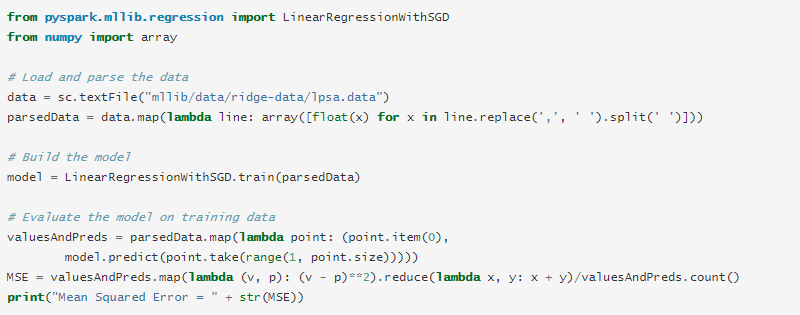 from pyspark.mllib.regression import LinearRegressionWithSGD
from numpy import array
# Load and parse the data
data = sc.textFile("mllib/data/ridge-data/lpsa.data")
parsedData = data.map(lambda line: array([float(x) for x in line.replace(',', ' ').split(' ')]))
# Build the model
model = LinearRegressionWithSGD.train(parsedData)
# Evaluate the model on training data
valuesAndPreds = parsedData.map(lambda point: (point.item(0),
        model.predict(point.take(range(1, point.size)))))
MSE = valuesAndPreds.map(lambda (v, p): (v - p)**2).reduce(lambda x, y: x + y)/valuesAndPreds.count()
print("Mean Squared Error = " + str(MSE))